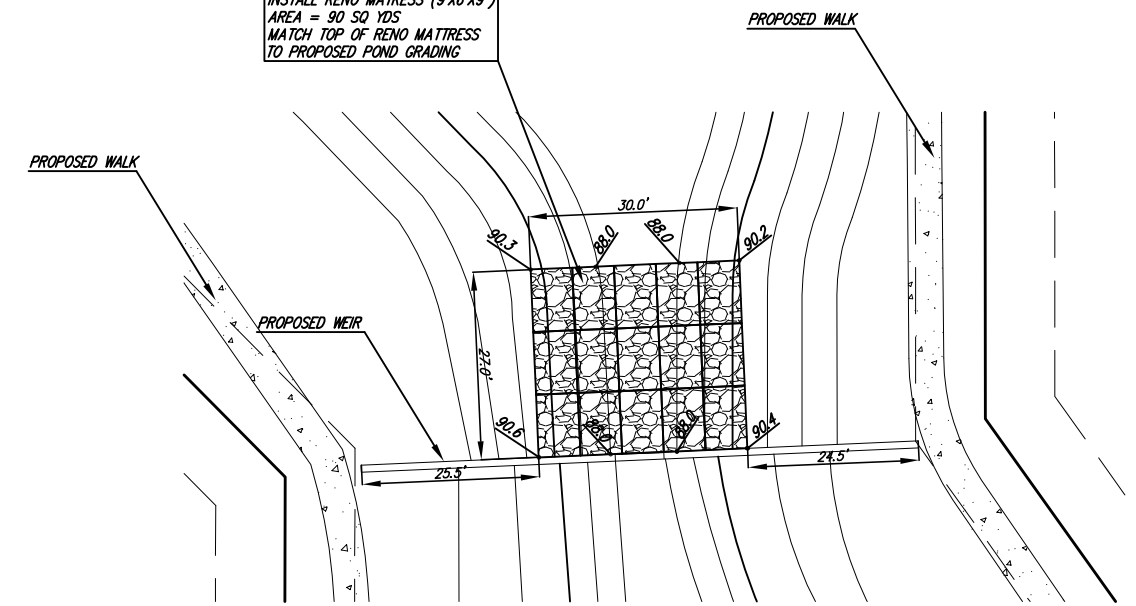 INSTALL RENO MATRESS (9'X6'X9")
AREA = 90 SQ YDS
MATCH TOP OF RENO MATTRESS
TO PROPOSED POND GRADING
PROPOSED WALK
PROPOSED WALK
30.0'
90.3
88.0
88.0
90.2
PROPOSED WEIR
27.0'
90.6
88.0
88.0
90.4
25.5'
24.5'